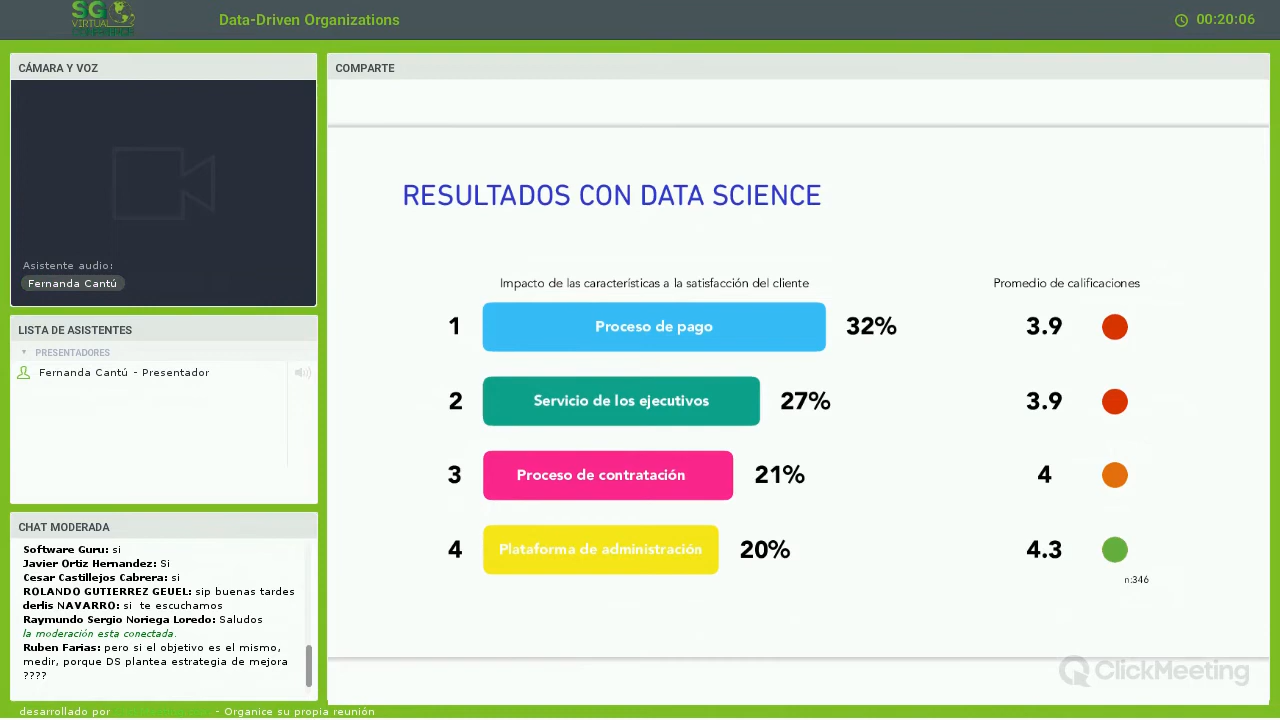 SG
VIRTUAL
CONFERENCE
Data-Driven Organizations
00:20:06
CÁMARA Y VOZ
Asistente audio:
Fernanda Cantú
LISTA DE ASISTENTES
PRESENTADORES
Fernanda Cantú - Presentador
CHAT MODERADA
Software Guru: si
Javier Ortiz Hernandez: Si
Cesar Castillejos Cabrera: si
ROLANDO GUTIERREZ GEUEL: sip buenas tardes
derlis NAVARRO: si te escuchamos
Raymundo Sergio Noriega Loredo: Saludos
la moderación esta conectada.
Ruben Farias: pero si el objetivo es el mismo,
medir, porque DS plantea estrategia de mejora
????
desarrollado por - Organice su propia reunión
COMPARTE
RESULTADOS CON DATA SCIENCE
Impacto de las características a la satisfacción del cliente
Promedio de calificaciones
1 Proceso de pago 32% 3.9
2 Servicio de los ejecutivos 27% 3.9
3 Proceso de contratación 21% 4
4 Plataforma de administración 20% 4.3
n:346
ClickMeeting